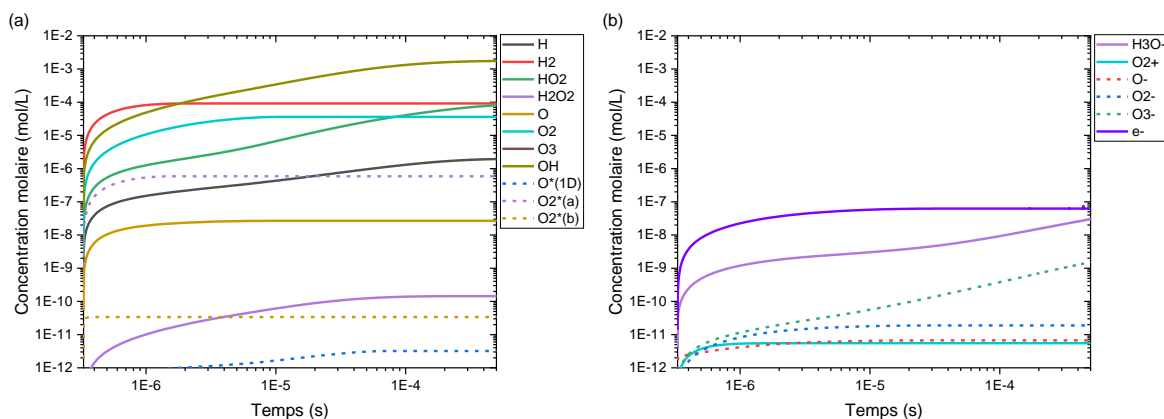 (a)
Concentration molaire (mol/L)
1E-2
1E-3
1E-4
1E-5
1E-6
1E-7
1E-8
1E-9
1E-10
1E-11
1E-12
1E-6
1E-5
1E-4
Temps (s)
H
H2
HO2
H2O2
O
O2
O3
OH
O*(1D)
O2*(a)
O2*(b)
(b)
Concentration molaire (mol/L)
1E-2
1E-3
1E-4
1E-5
1E-6
1E-7
1E-8
1E-9
1E-10
1E-11
1E-12
1E-6
1E-5
1E-4
Temps (s)
H3O-
O2+
O-
O2-
O3-
e-